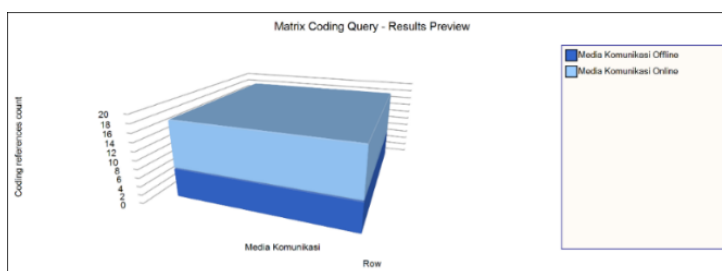 Matrix Coding Query - Results Preview
Media Komunikasi Offline
Media Komunikasi Online
Coding references count
20
18
16
14
12
10
8
6
4
2
0
Media Komunikasi
Row